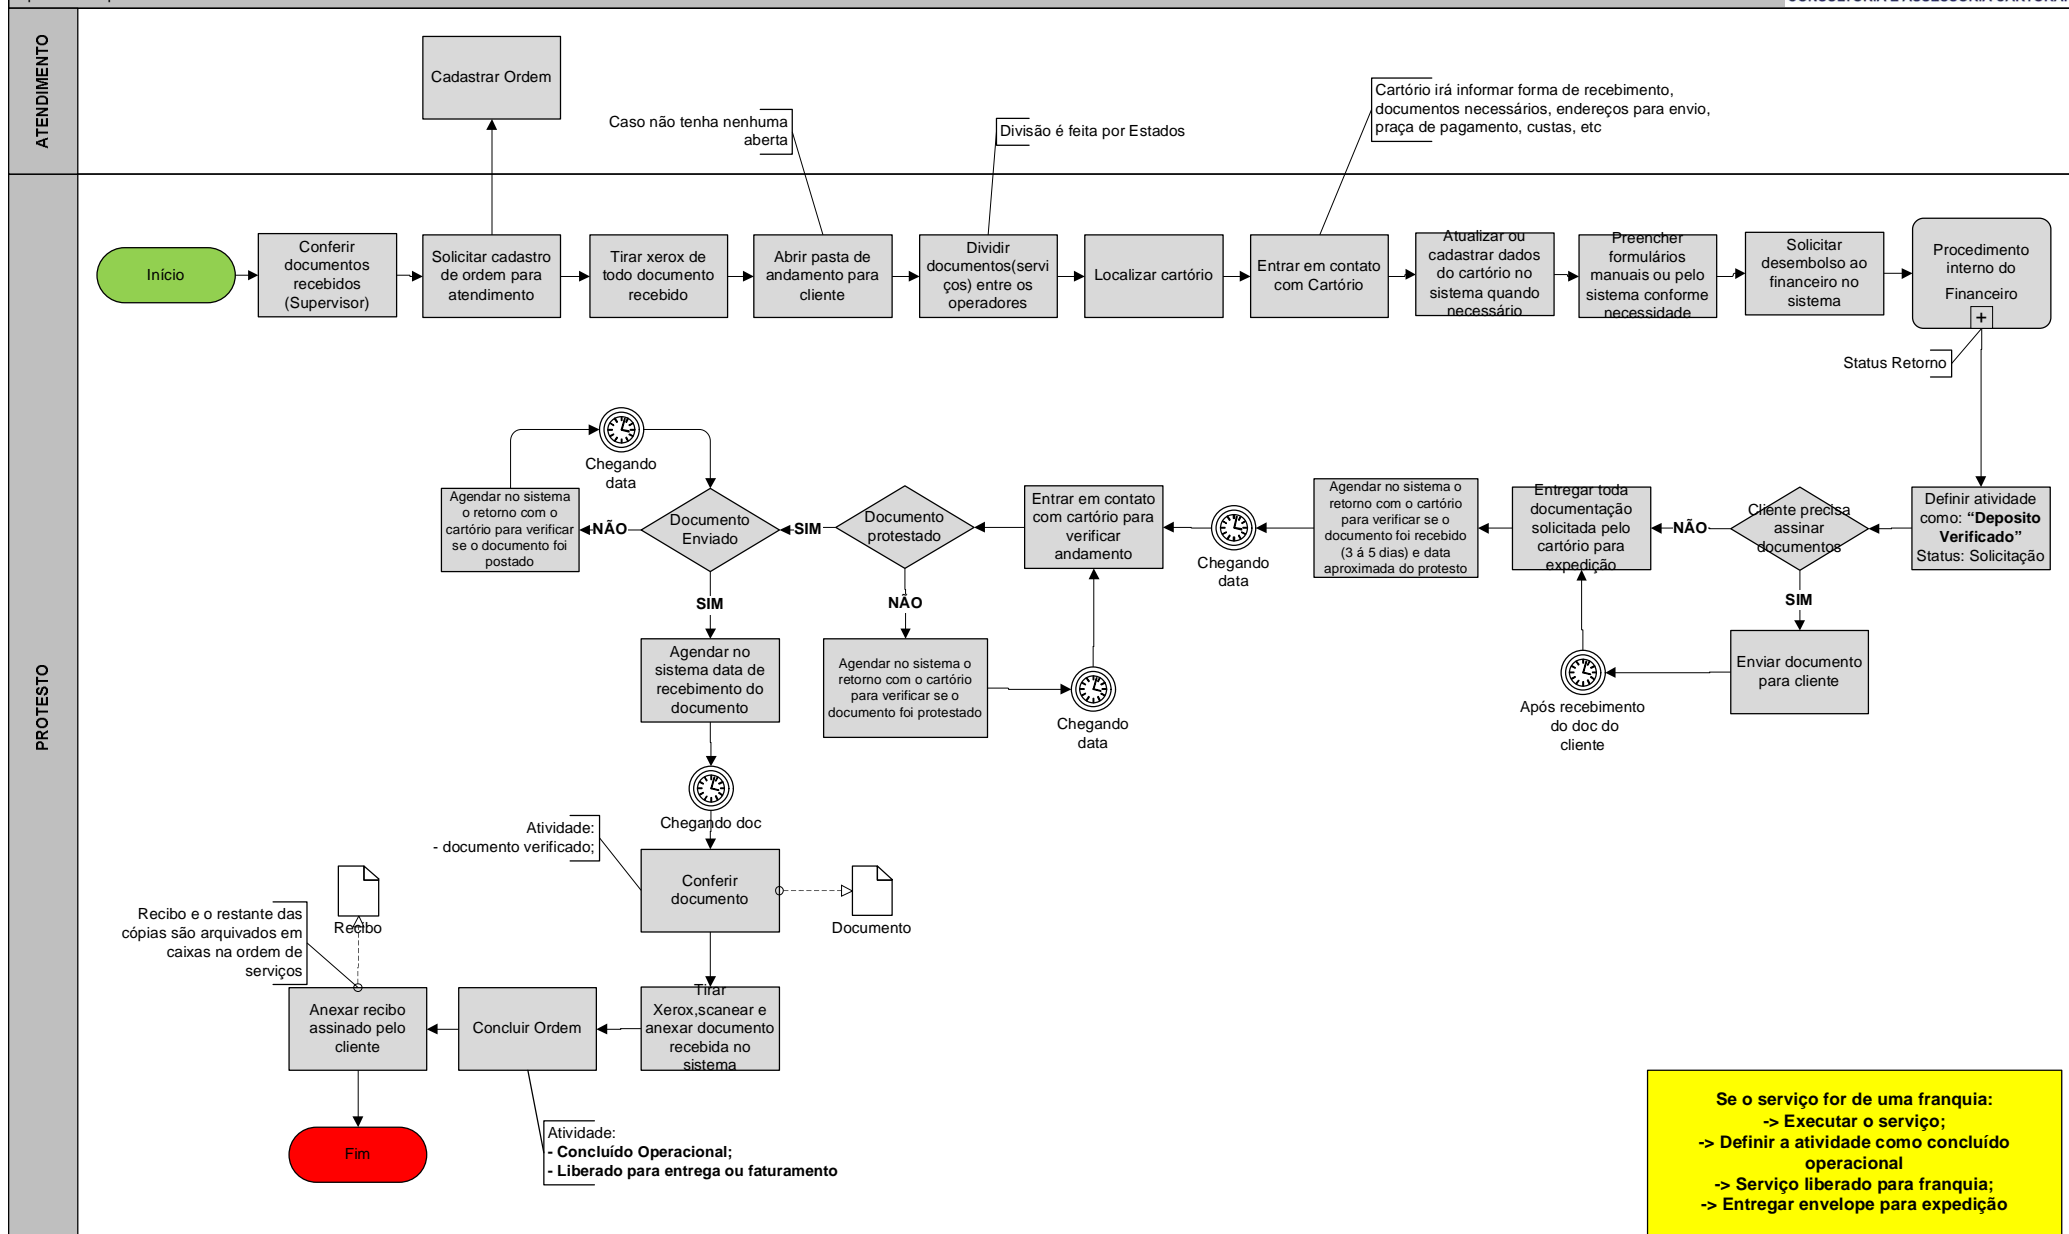 ATENDIMENTO
Cadastrar Ordem
Caso não tenha nenhuma
aberta
Divisão é feita por Estados
Cartório irá informar forma de recebimento,
documentos necessários, endereços para envio,
praça de pagamento, custas, etc
PROTESTO
Início
Conferir
documentos
recebidos
(Supervisor)
Solicitar cadastro
de ordem para
atendimento
Tirar xerox de
todo documento
recebido
Abrir pasta de
andamento para
cliente
Dividir
documentos(servi
ços) entre os
operadores
Localizar cartório
Entrar em contato
com Cartório
Atualizar ou
cadastrar dados
do cartório no
sistema quando
necessário
Preencher
formulários
manuais ou pelo
sistema conforme
necessidade
Solicitar
desembolso ao
financeiro no
sistema
Procedimento
interno do
Financeiro
Status Retorno
Definir atividade
como: “Deposito
Verificado”
Status: Solicitação
Cliente precisa
assinar
documentos
NÃO
SIM
Enviar documento
para cliente
Após recebimento
do doc do
cliente
Entregar toda
documentação
solicitada pelo
cartório para
expedição
Agendar no sistema o
retorno com o cartório
para verificar se o
documento foi recebido
(3 á 5 dias) e data
aproximada do protesto
Chegando
data
Entrar em contato
com cartório para
verificar
andamento
Documento
protestado
SIM
NÃO
Agendar no sistema o
retorno com o cartório
para verificar se o
documento foi protestado
Chegando
data
Documento
Enviado
NÃO
Agendar no sistema
o retorno com o
cartório para verificar
se o documento foi
postado
Chegando
data
SIM
Agendar no
sistema data de
recebimento do
documento
Chegando doc
Atividade:
- documento verificado;
Conferir
documento
Documento
Tirar
Xerox,scanear e
anexar documento
recebida no
sistema
Concluir Ordem
Atividade:
- Concluído Operacional;
- Liberado para entrega ou faturamento
Anexar recibo
assinado pelo
cliente
Recibo
Recibo e o restante das
cópias são arquivados em
caixas na ordem de
serviços
Fim
Se o serviço for de uma franquia:
-> Executar o serviço;
-> Definir a atividade como concluído
operacional
-> Serviço liberado para franquia;
-> Entregar envelope para expedição